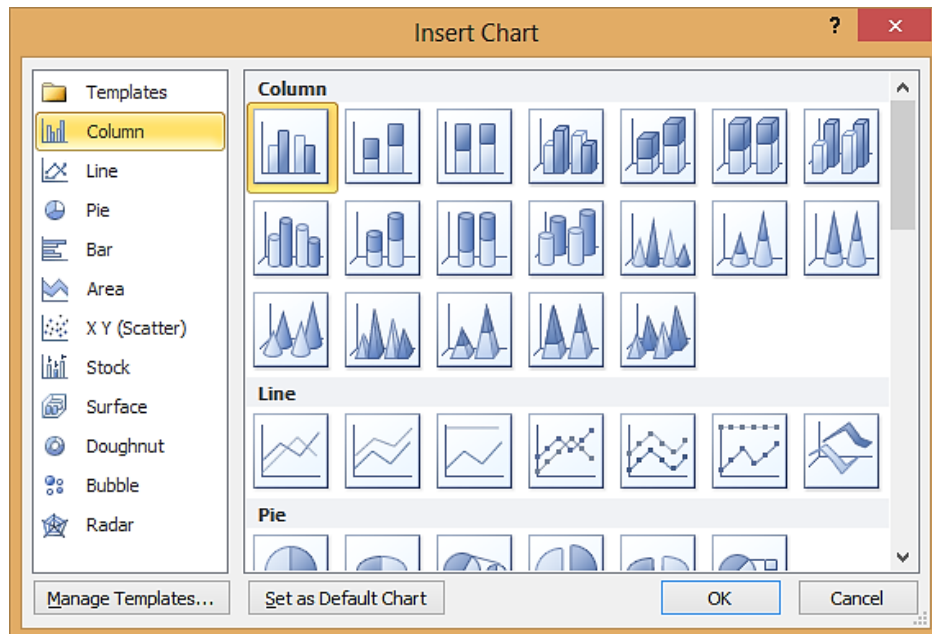 Insert Chart
?
Templates
Column
Line
Pie
Bar
Area
X Y (Scatter)
Stock
Surface
Doughnut
Bubble
Radar
Column
Line
Pie
Manage Templates...
Set as Default Chart
OK
Cancel